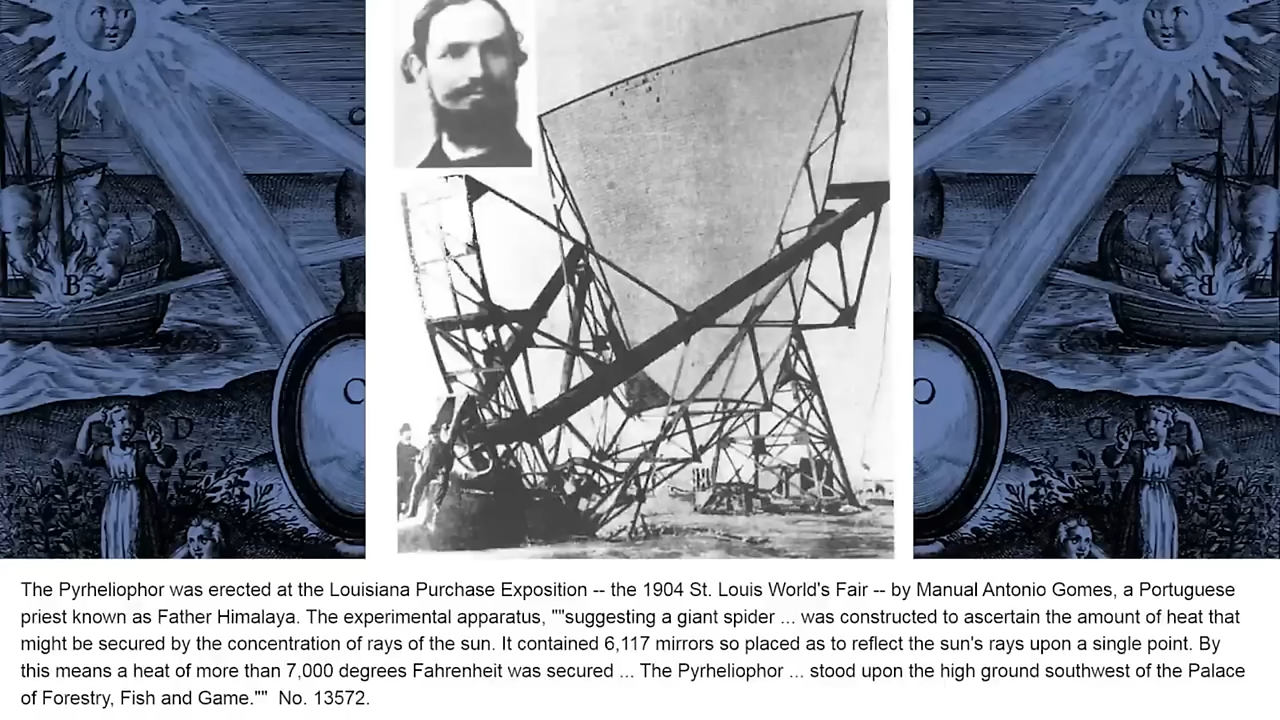 B
O
D
O
B
D
The Pyrheliophor was erected at the Louisiana Purchase Exposition -- the 1904 St. Louis World's Fair -- by Manual Antonio Gomes, a Portuguese
priest known as Father Himalaya. The experimental apparatus, ""suggesting a giant spider ... was constructed to ascertain the amount of heat that
might be secured by the concentration of rays of the sun. It contained 6,117 mirrors so placed as to reflect the sun's rays upon a single point. By
this means a heat of more than 7,000 degrees Fahrenheit was secured ... The Pyrheliophor ... stood upon the high ground southwest of the Palace
of Forestry, Fish and Game."" No. 13572.